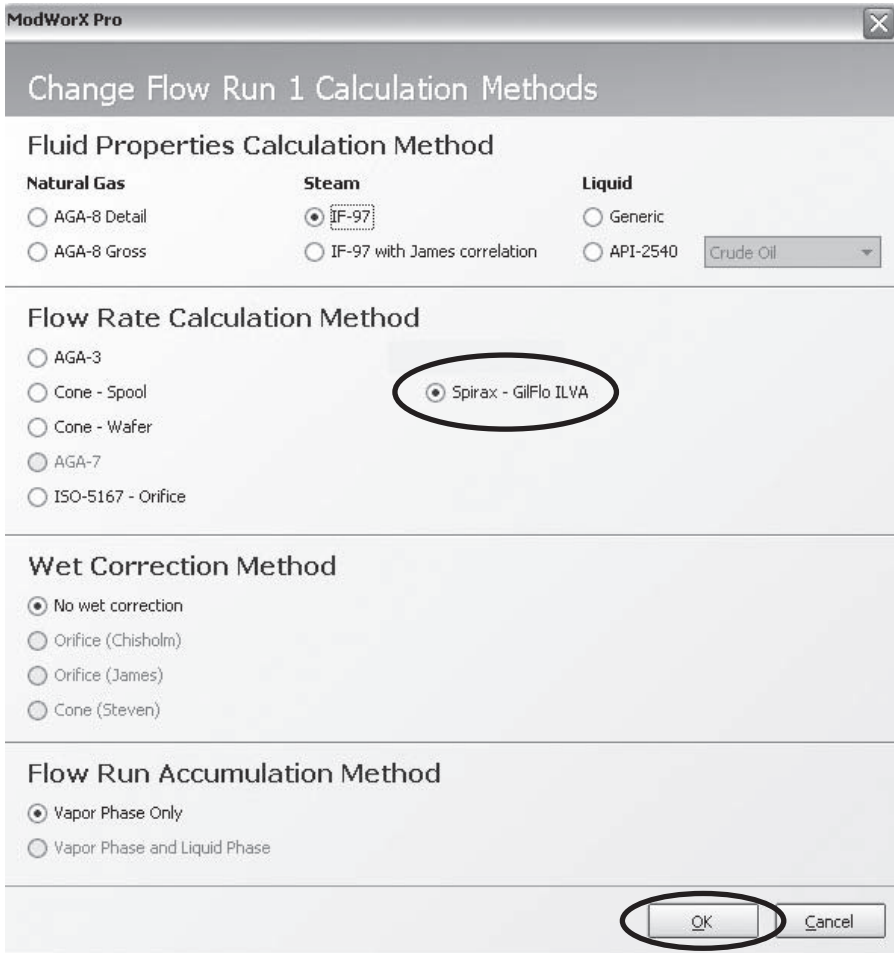 ModWorX Pro
Change Flow Run 1 Calculation Methods
Fluid Properties Calculation Method
Natural Gas Steam Liquid
AGA-8 Detail IF-97 Generic
AGA-8 Gross IF-97 with James correlation API-2540 Crude Oil
Flow Rate Calculation Method
AGA-3
Cone - Spool Spirax - GilFlo ILVA
Cone - Wafer
AGA-7
ISO-5167 - Orifice
Wet Correction Method
No wet correction
Orifice (Chisholm)
Orifice (James)
Cone (Steven)
Flow Run Accumulation Method
Vapor Phase Only
Vapor Phase and Liquid Phase
OK Cancel